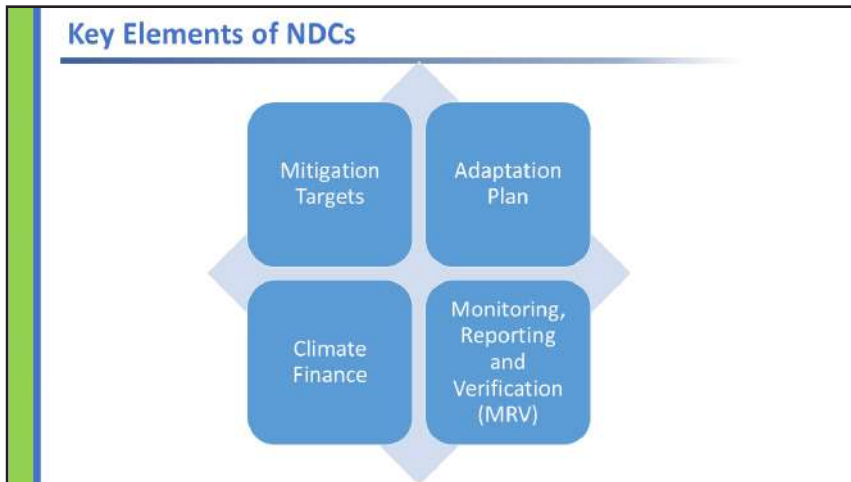 Key Elements of NDCs
Mitigation
Targets
Adaptation
Plan
Climate
Finance
Monitoring,
Reporting
and
Verification
(MRV)